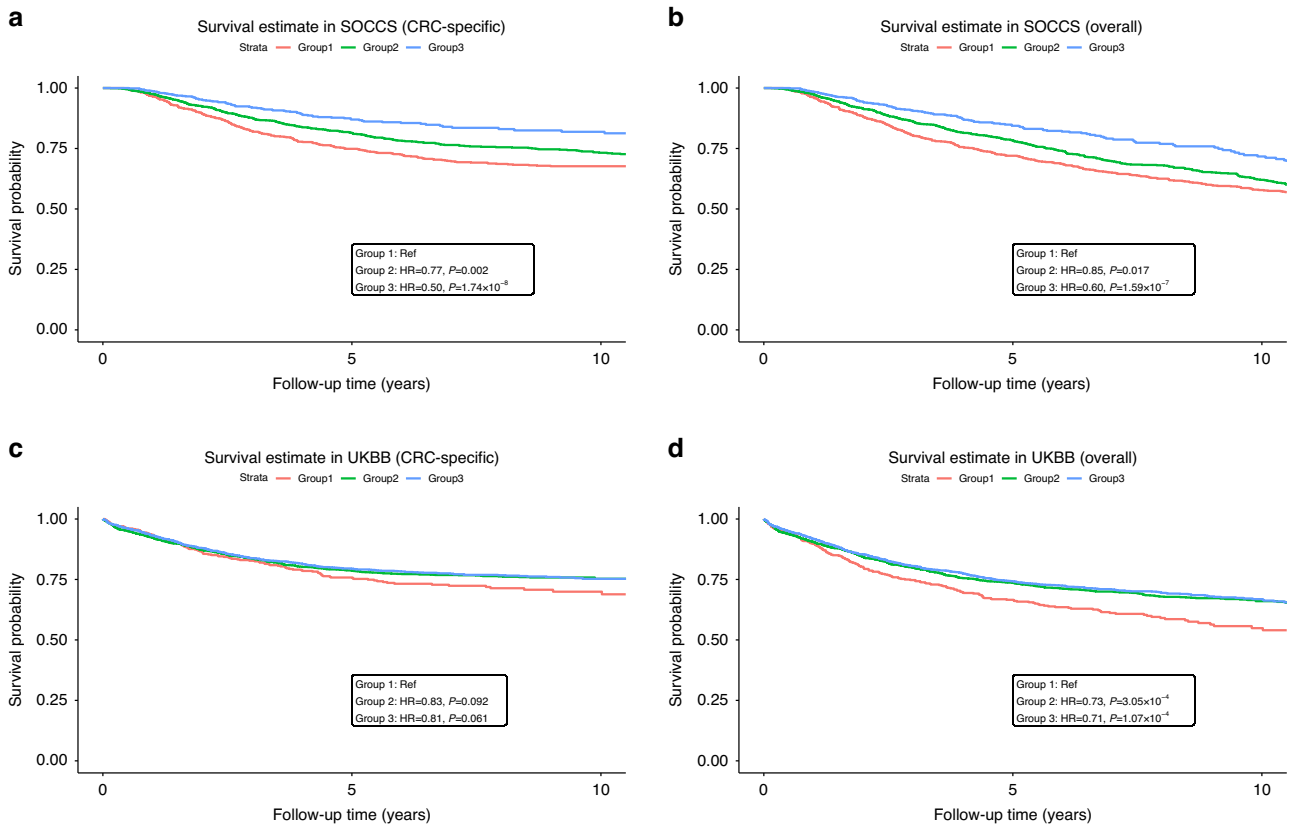 a
Survival estimate in SOCCS (CRC-specific)
Strata Group1 Group2 Group3
Survival probability
1.00
0.75
0.50
0.25
0.00
Group 1: Ref
Group 2: HR=0.77, P=0.002
Group 3: HR=0.50, P=1.74×10⁻⁸
0 5 10
Follow-up time (years)
b
Survival estimate in SOCCS (overall)
Strata Group1 Group2 Group3
Survival probability
1.00
0.75
0.50
0.25
0.00
Group 1: Ref
Group 2: HR=0.85, P=0.017
Group 3: HR=0.60, P=1.59×10⁻⁷
0 5 10
Follow-up time (years)
c
Survival estimate in UKBB (CRC-specific)
Strata Group1 Group2 Group3
Survival probability
1.00
0.75
0.50
0.25
0.00
Group 1: Ref
Group 2: HR=0.83, P=0.092
Group 3: HR=0.81, P=0.061
0 5 10
Follow-up time (years)
d
Survival estimate in UKBB (overall)
Strata Group1 Group2 Group3
Survival probability
1.00
0.75
0.50
0.25
0.00
Group 1: Ref
Group 2: HR=0.73, P=3.05×10⁻⁴
Group 3: HR=0.71, P=1.07×10⁻⁴
0 5 10
Follow-up time (years)